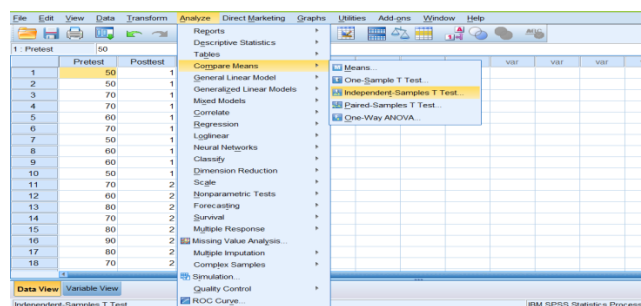 File Edit View Data Transform Analyze Direct Marketing Graphs Utilities Add-ons Window Help
1 : Pretest 50
Pretest Posttest var var var
1 50 1
2 50 1
3 70 1
4 70 1
5 60 1
6 70 1
7 50 1
8 60 1
9 60 1
10 50 1
11 70 2
12 60 2
13 80 2
14 70 2
15 80 2
16 90 2
17 80 2
18 70 2
Reports
Descriptive Statistics
Tables
Compare Means
General Linear Model
Generalized Linear Models
Mixed Models
Correlate
Regression
Loglinear
Neural Networks
Classify
Dimension Reduction
Scale
Nonparametric Tests
Forecasting
Survival
Multiple Response
Missing Value Analysis...
Multiple Imputation
Complex Samples
Simulation...
Quality Control
ROC Curve...
Means...
One-Sample T Test...
Independent-Samples T Test...
Paired-Samples T Test...
One-Way ANOVA...
Data View Variable View
Independent-Samples T Test...
IBM SPSS Statistics Process